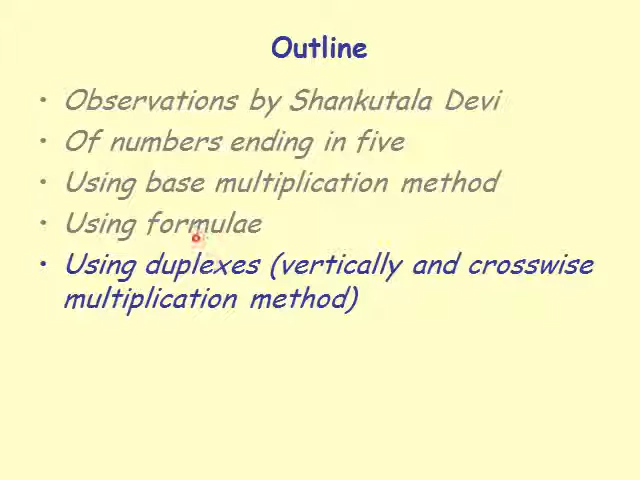 Outline
• Observations by Shankutala Devi
• Of numbers ending in five
• Using base multiplication method
• Using formulae
• Using duplexes (vertically and crosswise
multiplication method)